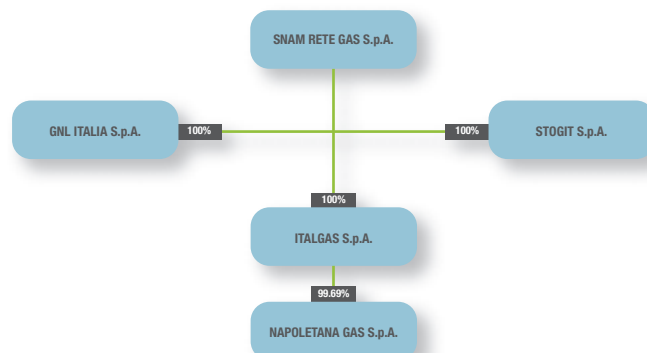 SNAM RETE GAS S.p.A.
GNL ITALIA S.p.A.
100%
100%
STOGIT S.p.A.
100%
ITALGAS S.p.A.
99.69%
NAPOLETANA GAS S.p.A.